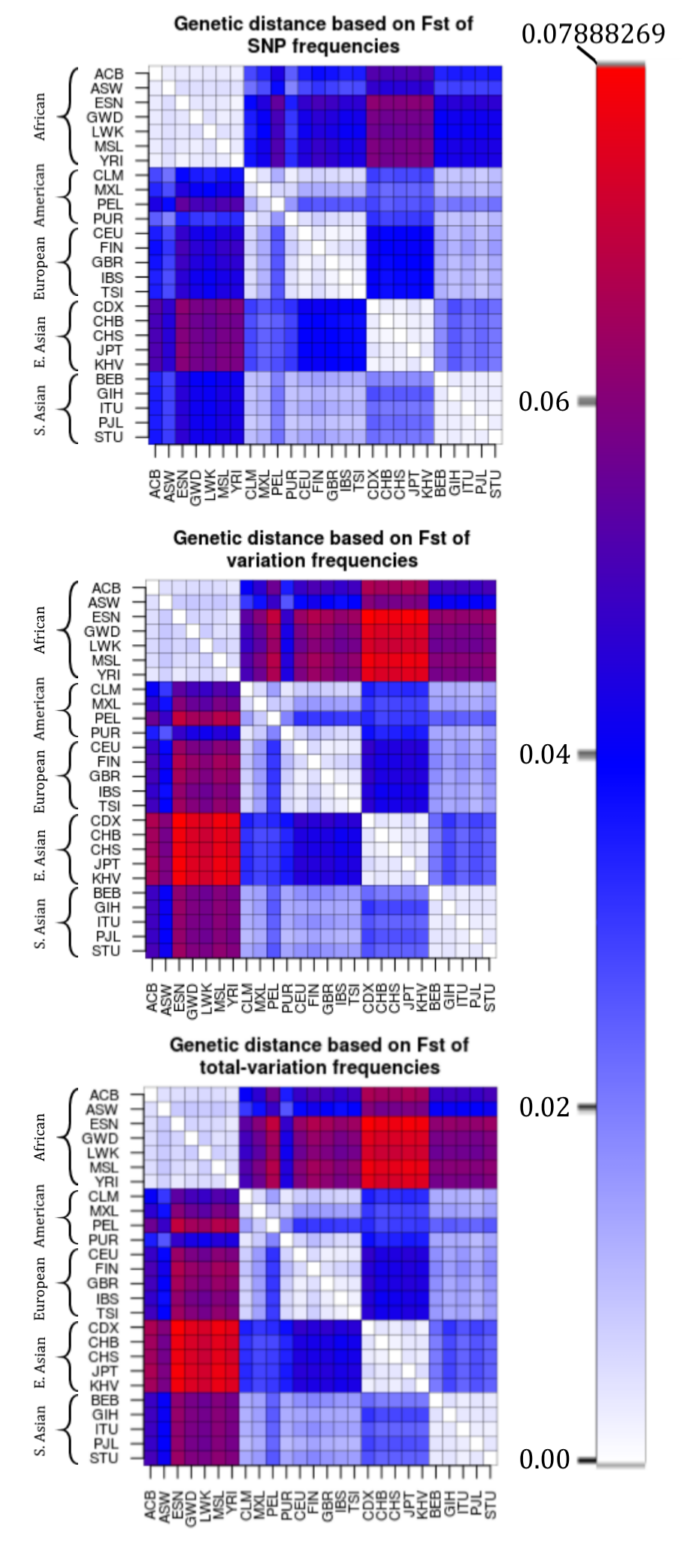 Genetic distance based on Fst of
SNP frequencies
0.07888269
African
ACB
ASW
ESN
GWD
LWK
MSL
YRI
American
CLM
MXL
PEL
PUR
European
CEU
FIN
GBR
IBS
TSI
E. Asian
CDX
CHB
CHS
JPT
KHV
S. Asian
BEB
GIH
ITU
PJL
STU
ACB ASW ESN GWD LWK MSL YRI CLM MXL PEL PUR CEU FIN GBR IBS TSI CDX CHB CHS JPT KHV BEB GIH ITU PJL STU
Genetic distance based on Fst of
variation frequencies
African
ACB
ASW
ESN
GWD
LWK
MSL
YRI
American
CLM
MXL
PEL
PUR
European
CEU
FIN
GBR
IBS
TSI
E. Asian
CDX
CHB
CHS
JPT
KHV
S. Asian
BEB
GIH
ITU
PJL
STU
ACB ASW ESN GWD LWK MSL YRI CLM MXL PEL PUR CEU FIN GBR IBS TSI CDX CHB CHS JPT KHV BEB GIH ITU PJL STU
Genetic distance based on Fst of
total-variation frequencies
African
ACB
ASW
ESN
GWD
LWK
MSL
YRI
American
CLM
MXL
PEL
PUR
European
CEU
FIN
GBR
IBS
TSI
E. Asian
CDX
CHB
CHS
JPT
KHV
S. Asian
BEB
GIH
ITU
PJL
STU
ACB ASW ESN GWD LWK MSL YRI CLM MXL PEL PUR CEU FIN GBR IBS TSI CDX CHB CHS JPT KHV BEB GIH ITU PJL STU
0.06
0.04
0.02
0.00